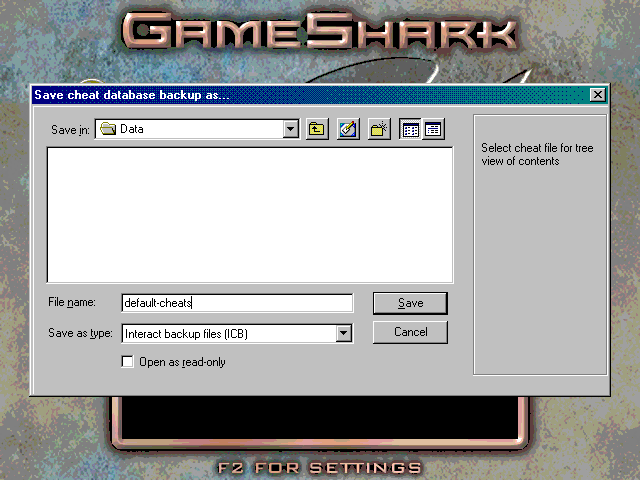 GAMESHARK
Save cheat database backup as...
Save in: Data
Select cheat file for tree
view of contents
File name: default-cheats
Save
Save as type: Interact backup files (ICB)
Cancel
Open as read-only
F2 FOR SETTINGS